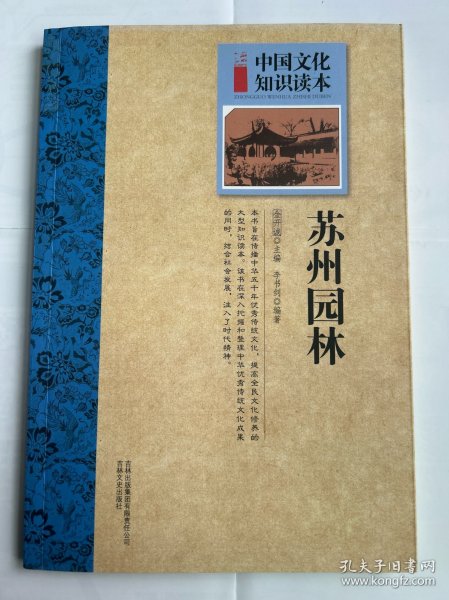 中国文化
知识读本
ZHONGGUO WENHUA ZHISHI DUBEN
苏州园林
金开诚◎主编 李书剑◎编著
本书旨在传播中华五千年优秀传统文化，提高全民文化修养的
大型知识读本。该书在深入挖掘和整理中华优秀传统文化成果
的同时，结合社会发展，注入了时代精神。
吉林出版集团有限责任公司
吉林文史出版社
孔夫子旧书网
www.kongfz.com